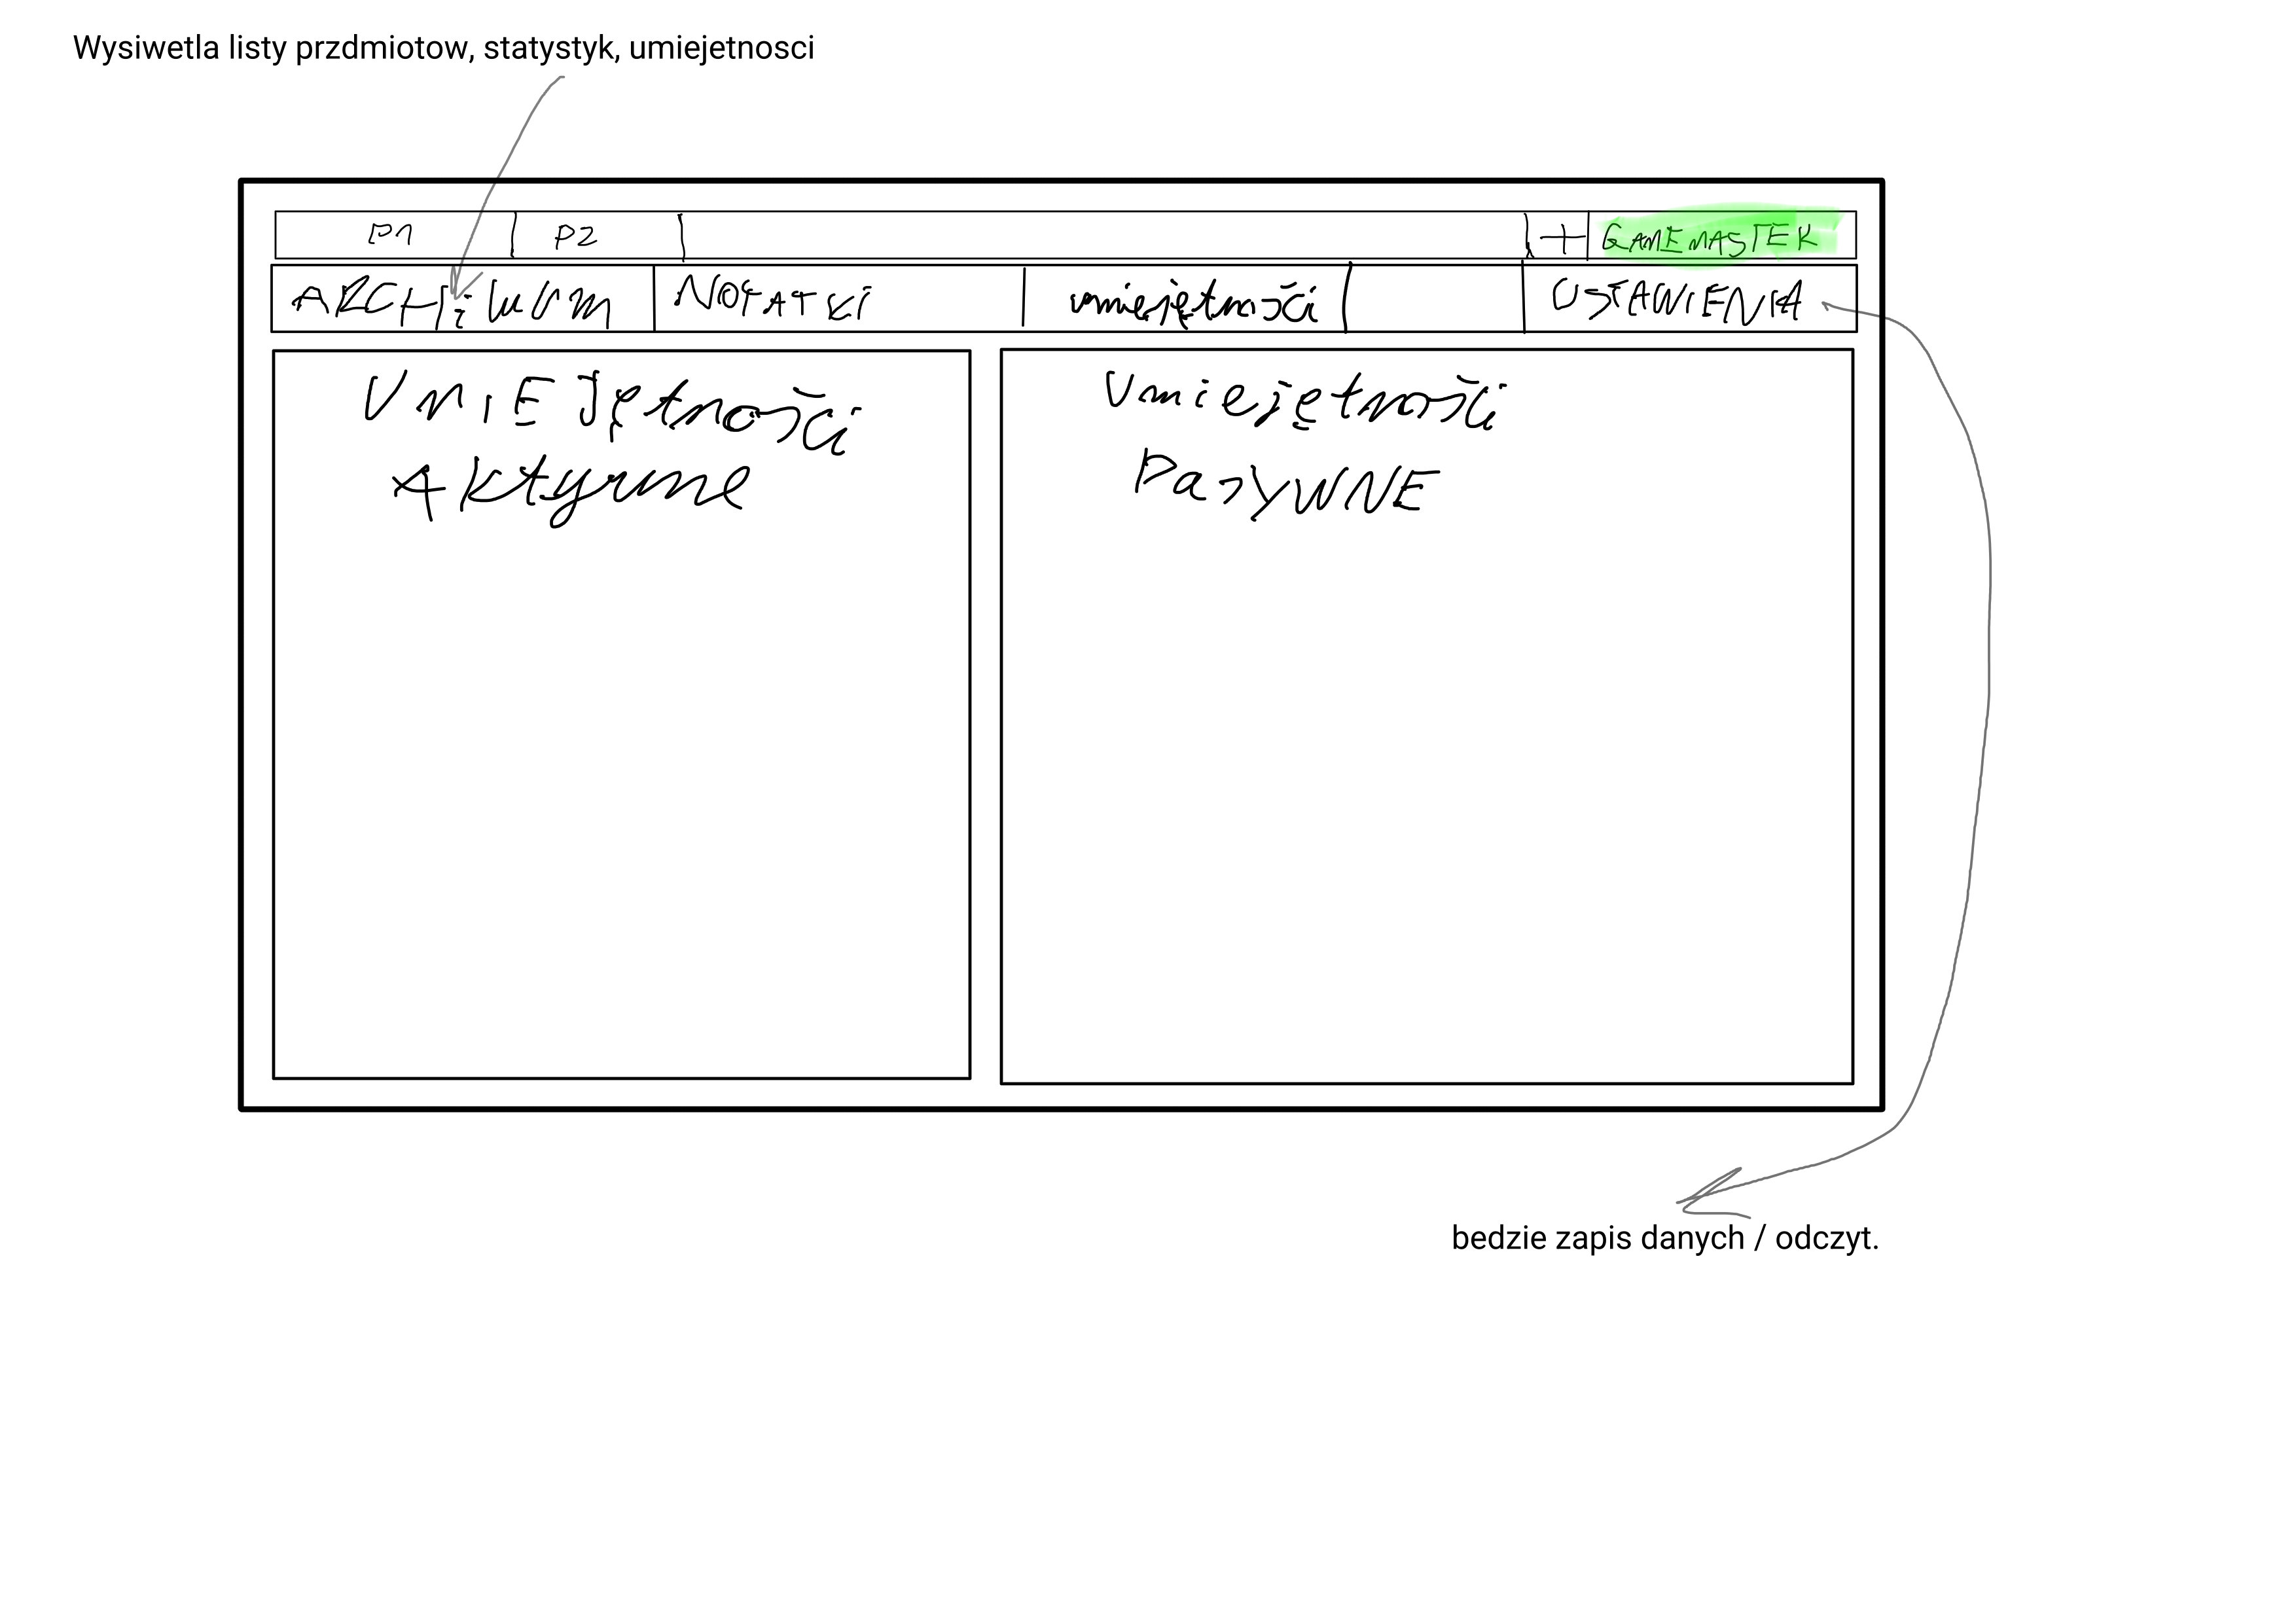 Wysiwetla listy przdmiotow, statystyk, umiejetnosci
P1 P2 + GAMEMASTER
ARCHiWUM NOTATKi umiejętności USTAWIENIA
UmiEJętności Umiejętności
Aktywne PasyWNE
bedzie zapis danych / odczyt.